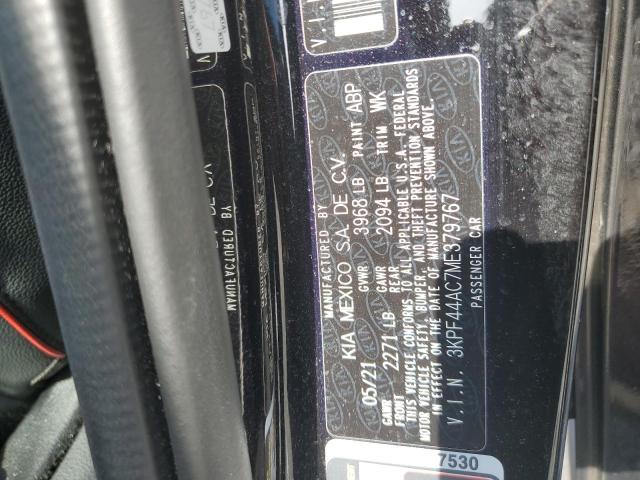 MANUFACTURED BY
KIA MEXICO S.A. DE C.V.
05/21 GVWR 3968 LB PAINT ABP
GAWR FRONT 2271 LB GAWR REAR 2094 LB TRIM WK
THIS VEHICLE CONFORMS TO ALL APPLICABLE U.S.A. FEDERAL
MOTOR VEHICLE SAFETY, BUMPER, AND THEFT PREVENTION STANDARDS
IN EFFECT ON THE DATE OF MANUFACTURE SHOWN ABOVE.
V.I.N. 3KPF44AC7ME379767
PASSENGER CAR
7530
MANUFACTURED BY